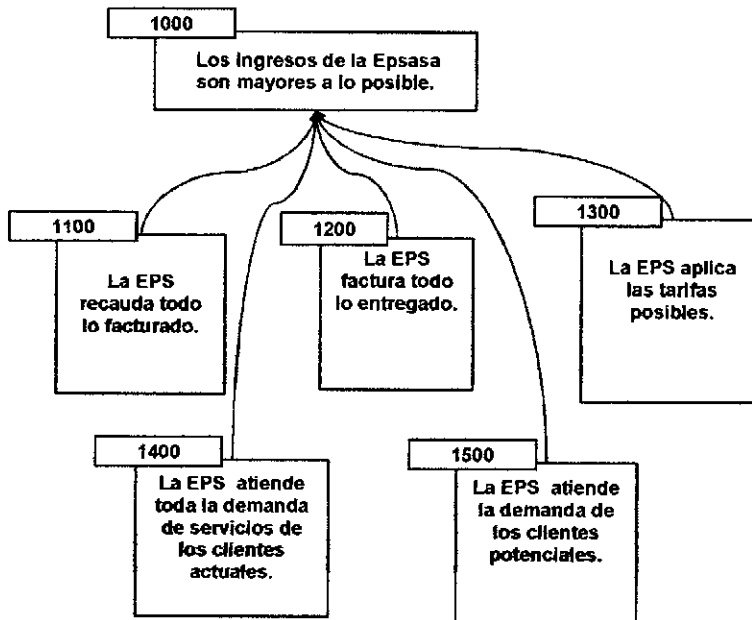 1000
Los ingresos de la Epsasa
son mayores a lo posible.
1100
La EPS
recauda todo
lo facturado.
1200
La EPS
factura todo
lo entregado.
1300
La EPS aplica
las tarifas
posibles.
1400
La EPS atiende
toda la demanda
de servicios de
los clientes
actuales.
1500
La EPS atiende
la demanda de
los clientes
potenciales.